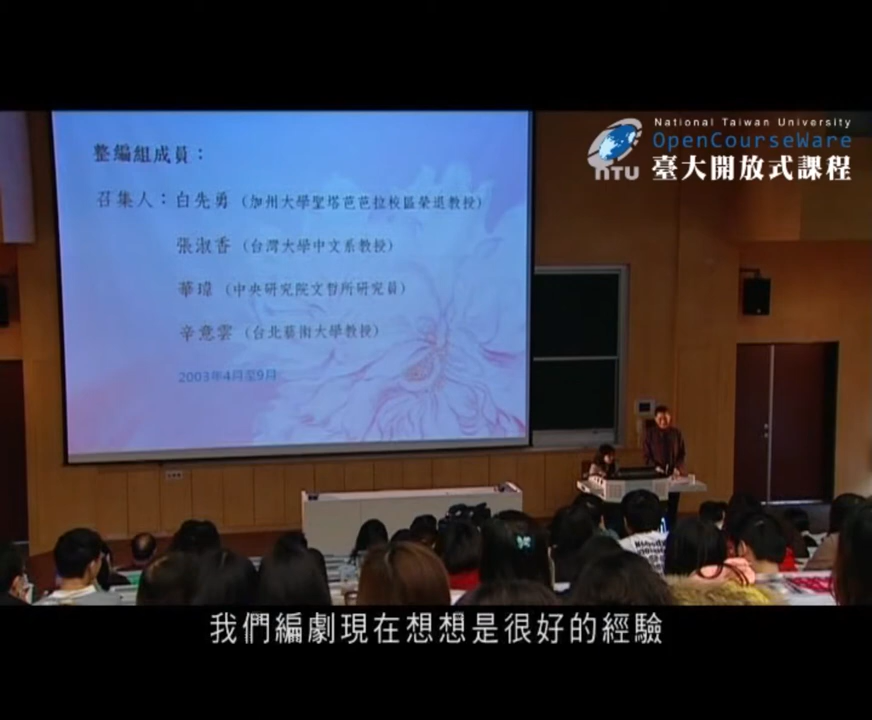 National Taiwan University
OpenCourseWare
NTU 臺大開放式課程
整編組成員：
召集人：白先勇（加州大學聖塔芭芭拉校區榮退教授）
張淑香（台灣大學中文系教授）
華瑋（中央研究院文哲所研究員）
辛意雲（台北藝術大學教授）
2003年4月至9月
我們編劇現在想想是很好的經驗